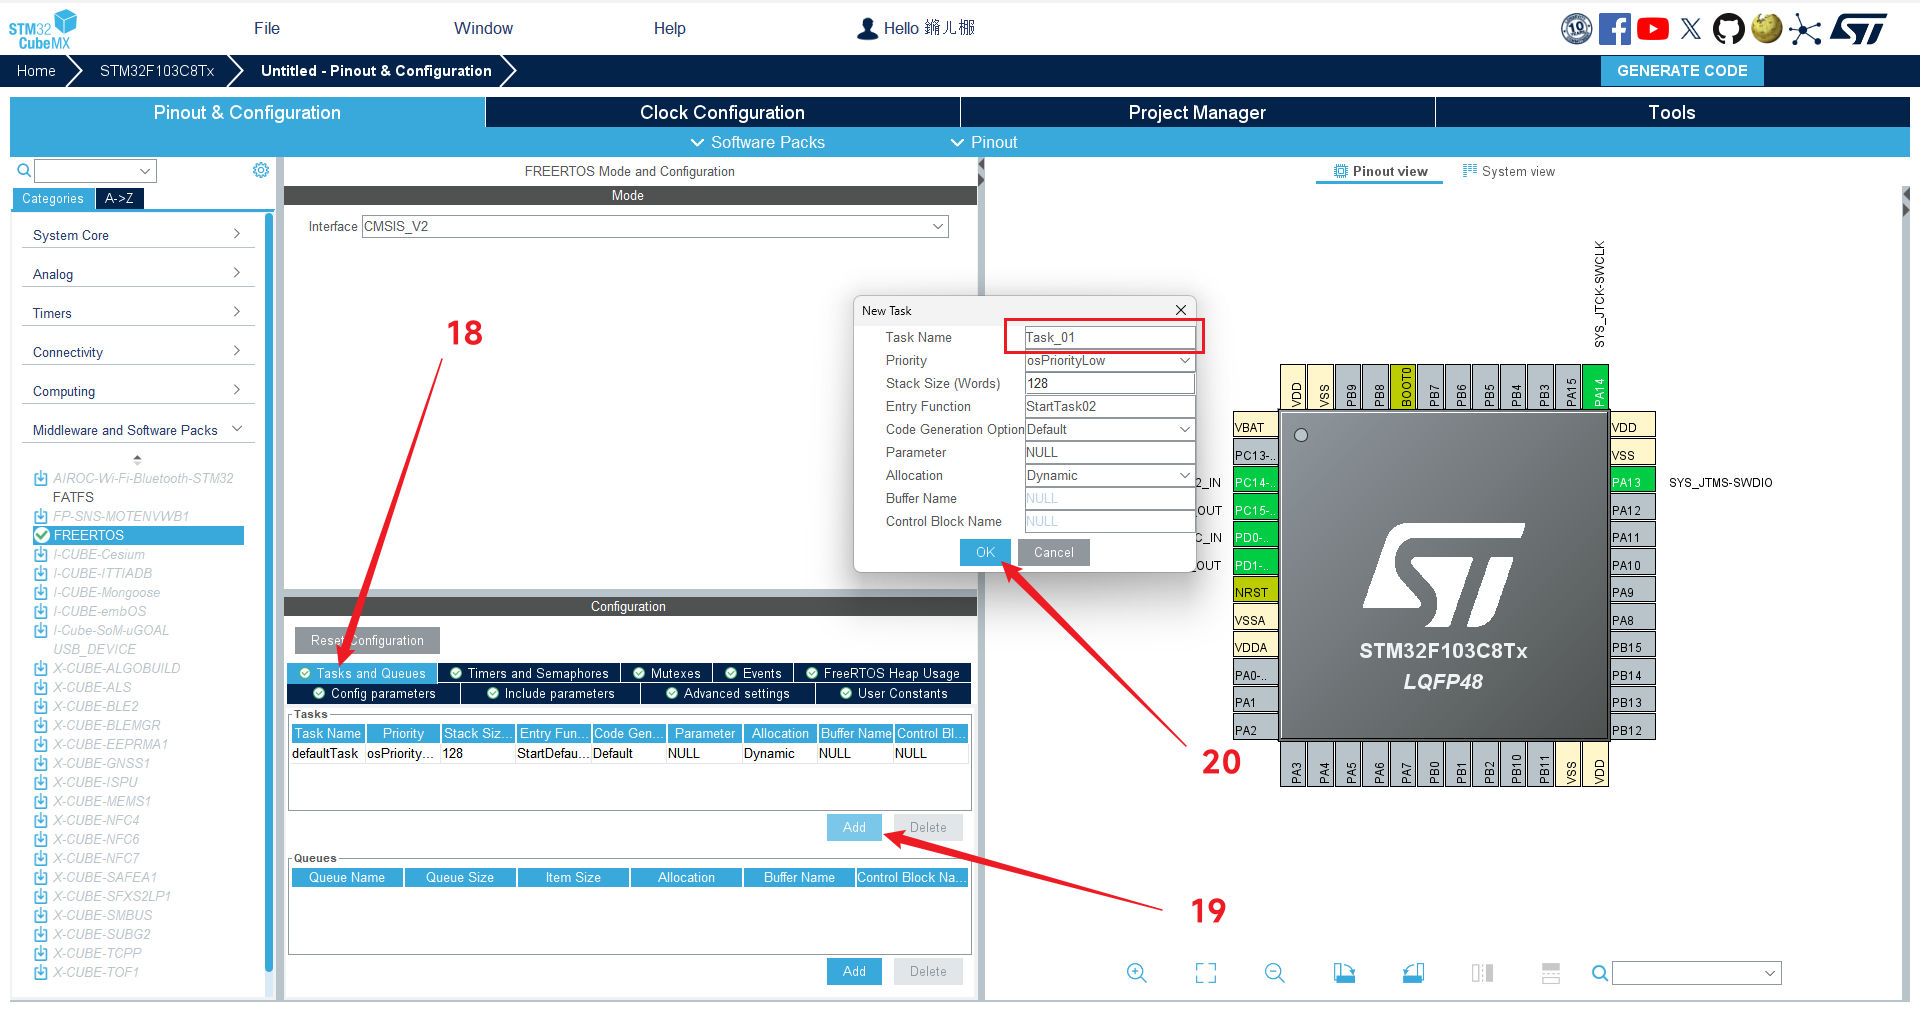 STM32
CubeMX
File
Window
Help
Hello 鏅儿棚
Home
STM32F103C8Tx
Untitled - Pinout & Configuration
GENERATE CODE
Pinout & Configuration
Clock Configuration
Project Manager
Tools
Software Packs
Pinout
Categories
A->Z
System Core
Analog
Timers
Connectivity
Computing
Middleware and Software Packs
AIROC-Wi-Fi-Bluetooth-STM32
FATFS
FP-SNS-MOTENVWB1
FREERTOS
I-CUBE-Cesium
I-CUBE-ITTIADB
I-CUBE-Mongoose
I-CUBE-embOS
I-Cube-SoM-uGOAL
USB_DEVICE
X-CUBE-ALGOBUILD
X-CUBE-ALS
X-CUBE-BLE2
X-CUBE-BLEMGR
X-CUBE-EEPRMA1
X-CUBE-GNSS1
X-CUBE-ISPU
X-CUBE-MEMS1
X-CUBE-NFC4
X-CUBE-NFC6
X-CUBE-NFC7
X-CUBE-SAFEA1
X-CUBE-SFXS2LP1
X-CUBE-SMBUS
X-CUBE-SUBG2
X-CUBE-TCPP
X-CUBE-TOF1
FREERTOS Mode and Configuration
Mode
Interface CMSIS_V2
18
New Task
Task Name Task_01
Priority osPriorityLow
Stack Size (Words) 128
Entry Function StartTask02
Code Generation Option Default
Parameter NULL
Allocation Dynamic
Buffer Name NULL
Control Block Name NULL
OK
Cancel
20
Configuration
Reset Configuration
Tasks and Queues
Timers and Semaphores
Mutexes
Events
FreeRTOS Heap Usage
Config parameters
Include parameters
Advanced settings
User Constants
Tasks
Task Name Priority Stack Siz... Entry Fun... Code Gen... Parameter Allocation Buffer Name Control Bl...
defaultTask osPriority... 128 StartDefau... Default NULL Dynamic NULL NULL
Add
Delete
19
Queues
Queue Name Queue Size Item Size Allocation Buffer Name Control Block Na...
Add
Delete
Pinout view
System view
SYS_JTCK-SWCLK
VDD
VSS
PB9
PB8
BOOT0
PB7
PB6
PB5
PB4
PB3
PA15
PA14
VBAT
PC13-..
2_IN PC14-..
OUT PC15-..
C_IN PD0-..
OUT PD1-..
NRST
VSSA
VDDA
PA0-..
PA1
PA2
ST
STM32F103C8Tx
LQFP48
VDD
VSS
PA13 SYS_JTMS-SWDIO
PA12
PA11
PA10
PA9
PA8
PB15
PB14
PB13
PB12
PA3
PA4
PA5
PA6
PA7
PB0
PB1
PB2
PB10
PB11
VSS
VDD